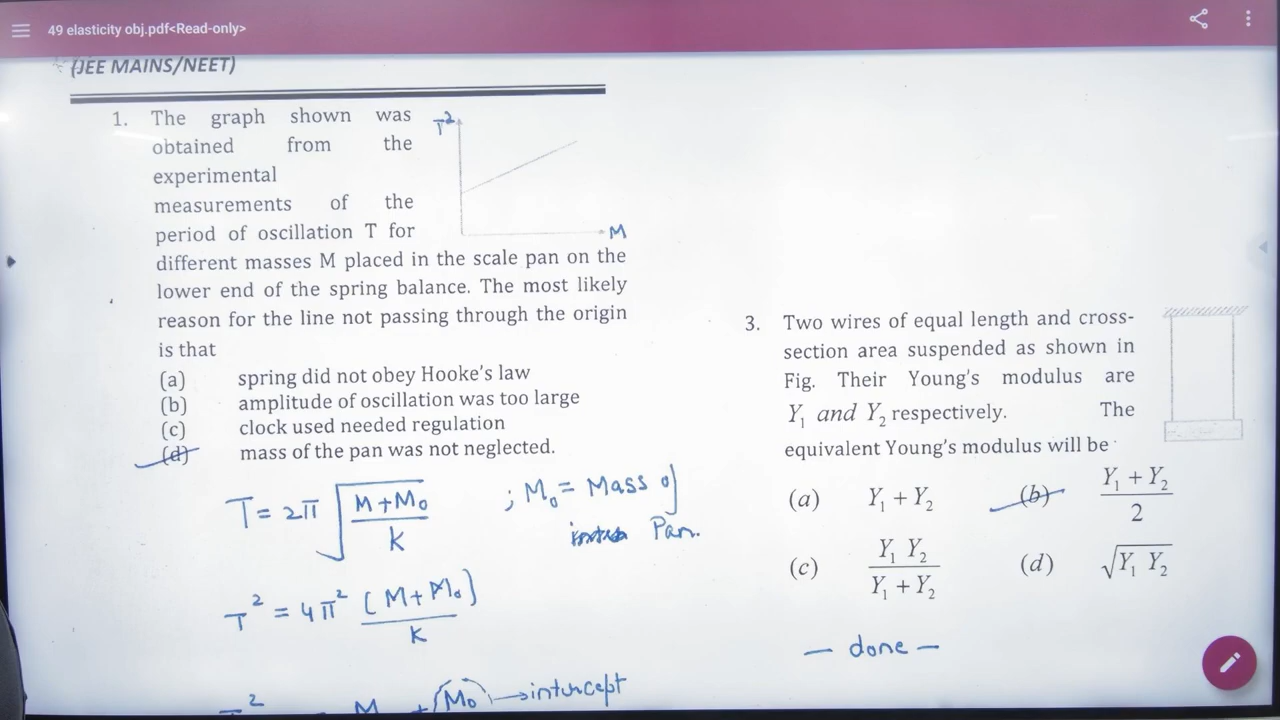 49 elasticity obj.pdf<Read-only>
(JEE MAINS/NEET)
1. The graph shown was
obtained from the
experimental
measurements of the
period of oscillation T for
different masses M placed in the scale pan on the
lower end of the spring balance. The most likely
reason for the line not passing through the origin
is that
(a) spring did not obey Hooke's law
(b) amplitude of oscillation was too large
(c) clock used needed regulation
(d) mass of the pan was not neglected.
T²
M
T = 2π √((M+M₀)/k) ; M₀ = Mass of
Pan.
T² = 4π² (M+M₀)/k
T² M + M₀ → intercept
3. Two wires of equal length and cross-
section area suspended as shown in
Fig. Their Young's modulus are
Y₁ and Y₂ respectively. The
equivalent Young's modulus will be
(a) Y₁ + Y₂ (b) (Y₁ + Y₂)/2
(c) Y₁ Y₂/(Y₁ + Y₂) (d) √(Y₁ Y₂)
— done —